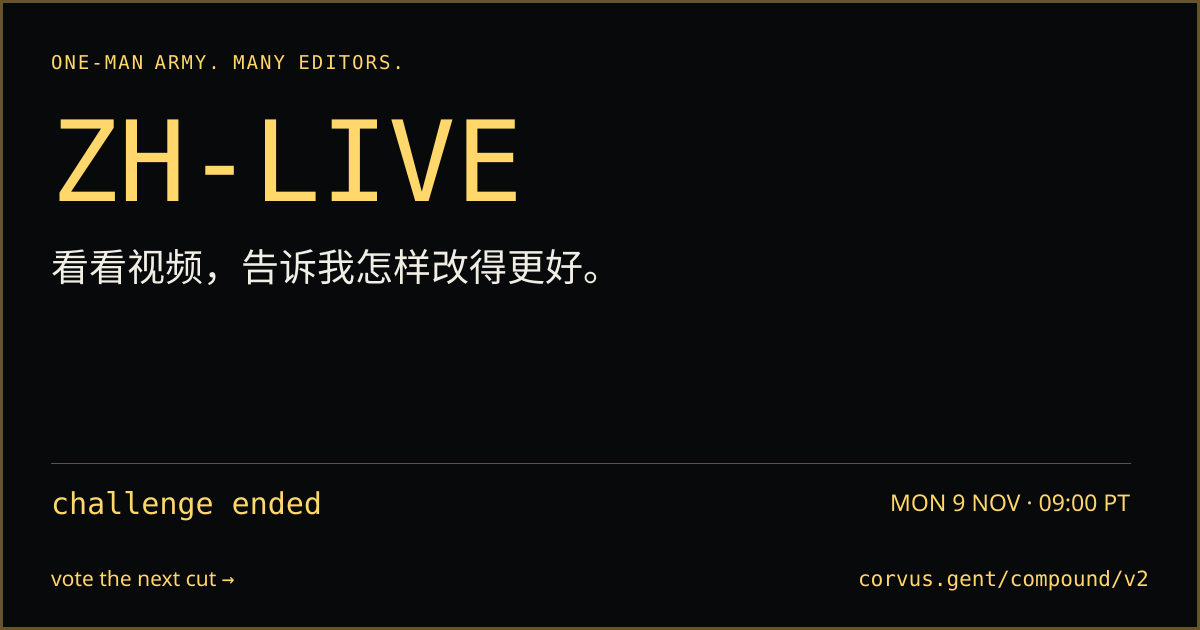 ONE-MAN ARMY. MANY EDITORS.
ZH-LIVE
看看视频，告诉我怎样改得更好。
challenge ended
MON 9 NOV · 09:00 PT
vote the next cut →
corvus.gent/compound/v2